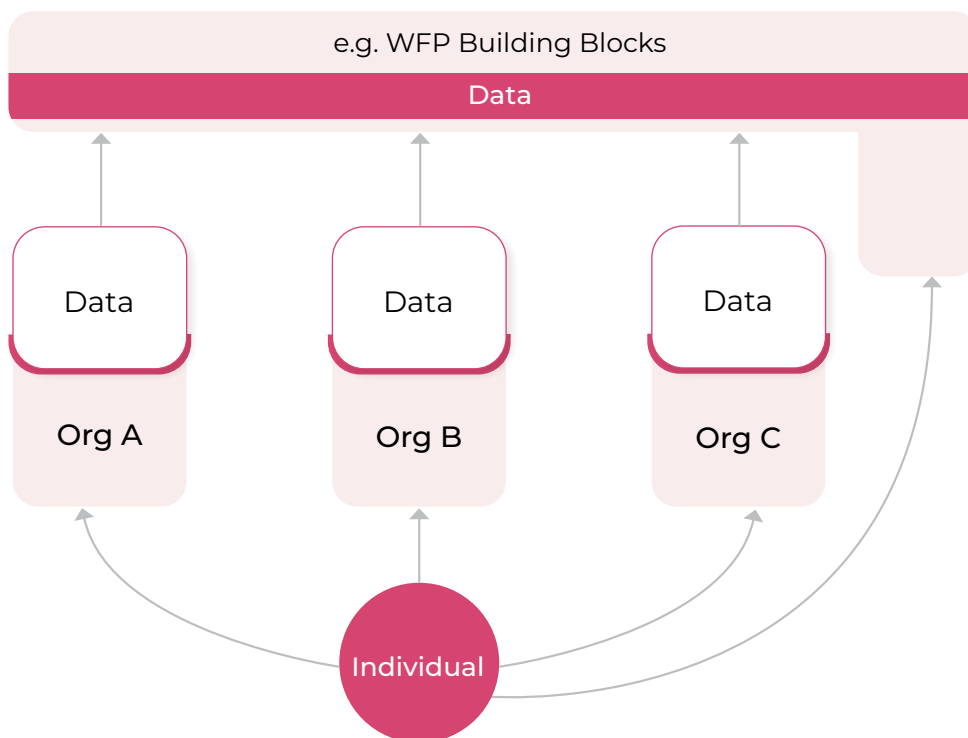 e.g. WFP Building Blocks
Data
Data
Data
Data
Org A
Org B
Org C
Individual